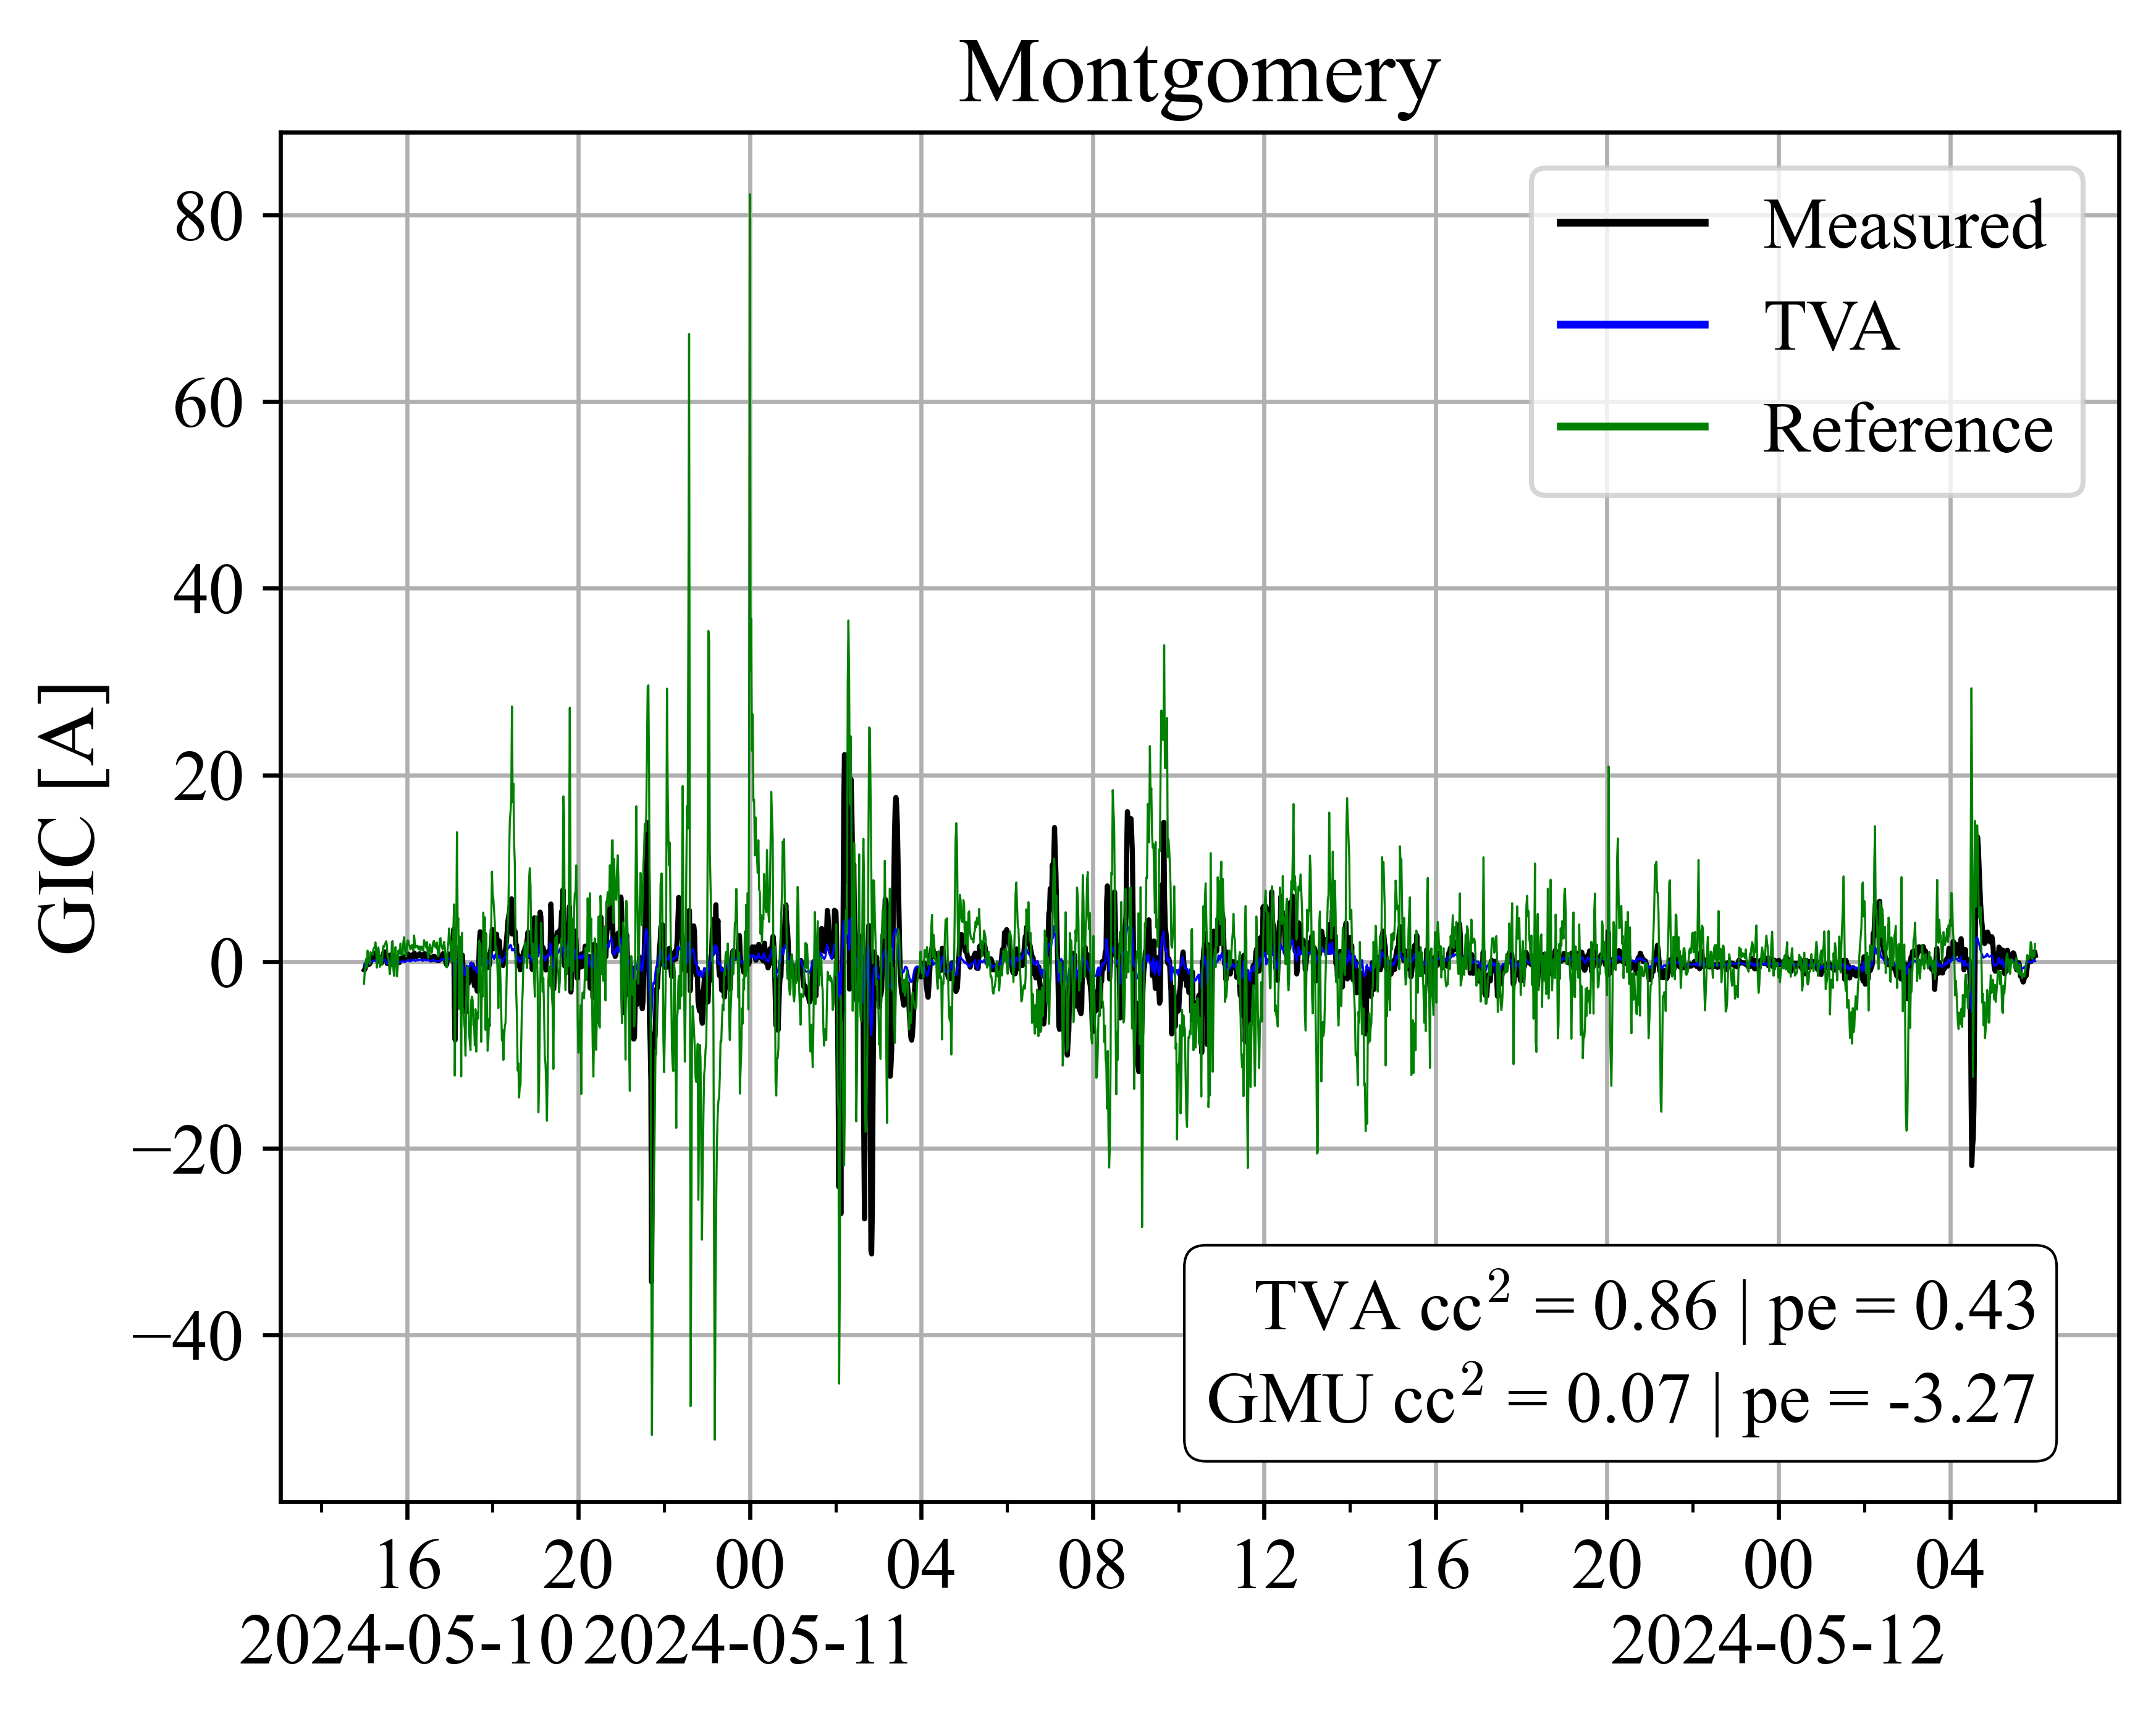 Montgomery
GIC [A]
80
60
40
20
0
−20
−40
Measured
TVA
Reference
TVA cc² = 0.86 | pe = 0.43
GMU cc² = 0.07 | pe = -3.27
16 20 00 04 08 12 16 20 00 04
2024-05-10 2024-05-11 2024-05-12